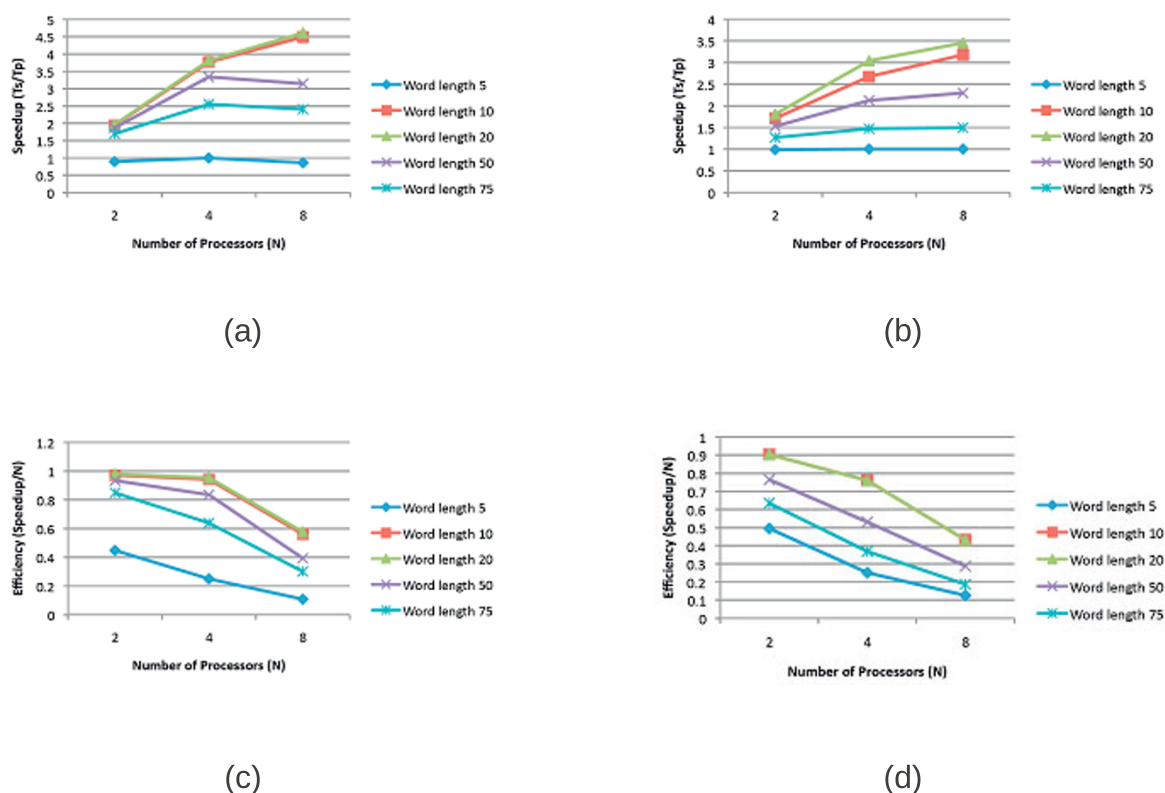 5
4.5
4
3.5
3
2.5
2
1.5
1
0.5
0
Speedup (Ts/Tp)
2 4 8
Number of Processors (N)
Word length 5
Word length 10
Word length 20
Word length 50
Word length 75
(a)
4
3.5
3
2.5
2
1.5
1
0.5
0
Speedup (Ts/Tp)
2 4 8
Number of Processors (N)
Word length 5
Word length 10
Word length 20
Word length 50
Word length 75
(b)
1.2
1
0.8
0.6
0.4
0.2
0
Efficiency (Speedup/N)
2 4 8
Number of Processors (N)
Word length 5
Word length 10
Word length 20
Word length 50
Word length 75
(c)
1
0.9
0.8
0.7
0.6
0.5
0.4
0.3
0.2
0.1
0
Efficiency (Speedup/N)
2 4 8
Number of Processors (N)
Word length 5
Word length 10
Word length 20
Word length 50
Word length 75
(d)